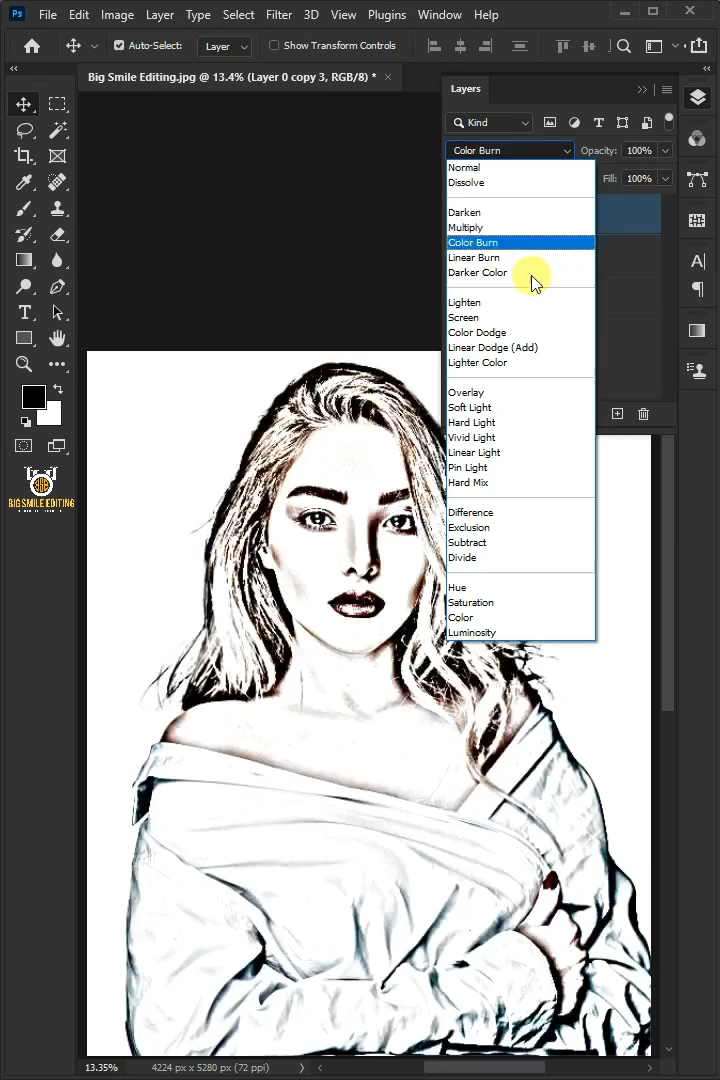 Ps File Edit Image Layer Type Select Filter 3D View Plugins Window Help
Auto-Select: Layer Show Transform Controls
Big Smile Editing.jpg @ 13.4% (Layer 0 copy 3, RGB/8) *
Layers
Kind
Color Burn Opacity: 100%
Fill: 100%
Normal
Dissolve
Darken
Multiply
Color Burn
Linear Burn
Darker Color
Lighten
Screen
Color Dodge
Linear Dodge (Add)
Lighter Color
Overlay
Soft Light
Hard Light
Vivid Light
Linear Light
Pin Light
Hard Mix
Difference
Exclusion
Subtract
Divide
Hue
Saturation
Color
Luminosity
BIG SMILE EDITING
13.35% 4224 px x 5280 px (72 ppi)